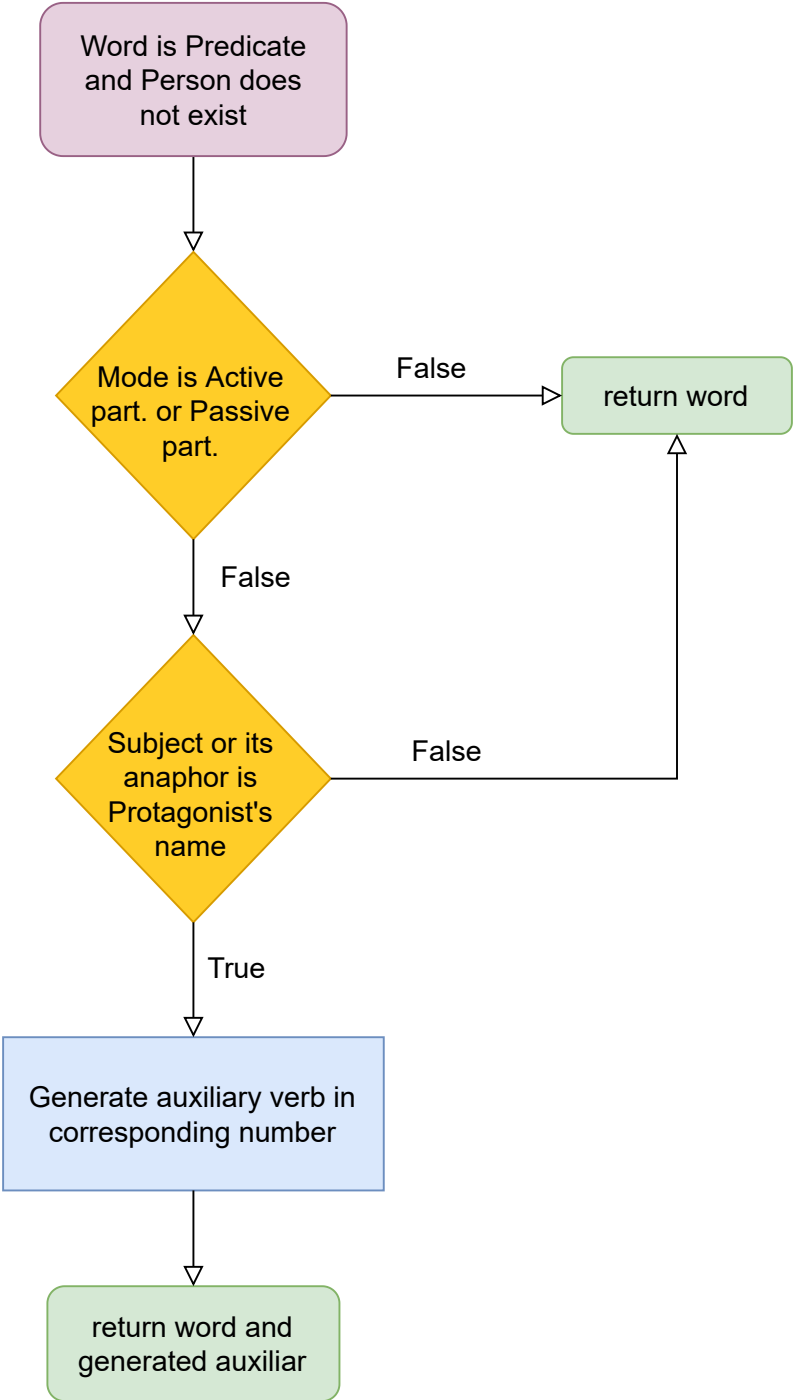 Word is Predicate
and Person does
not exist
Mode is Active
part. or Passive
part.
False
return word
False
Subject or its
anaphor is
Protagonist's
name
False
True
Generate auxiliary verb in
corresponding number
return word and
generated auxiliar